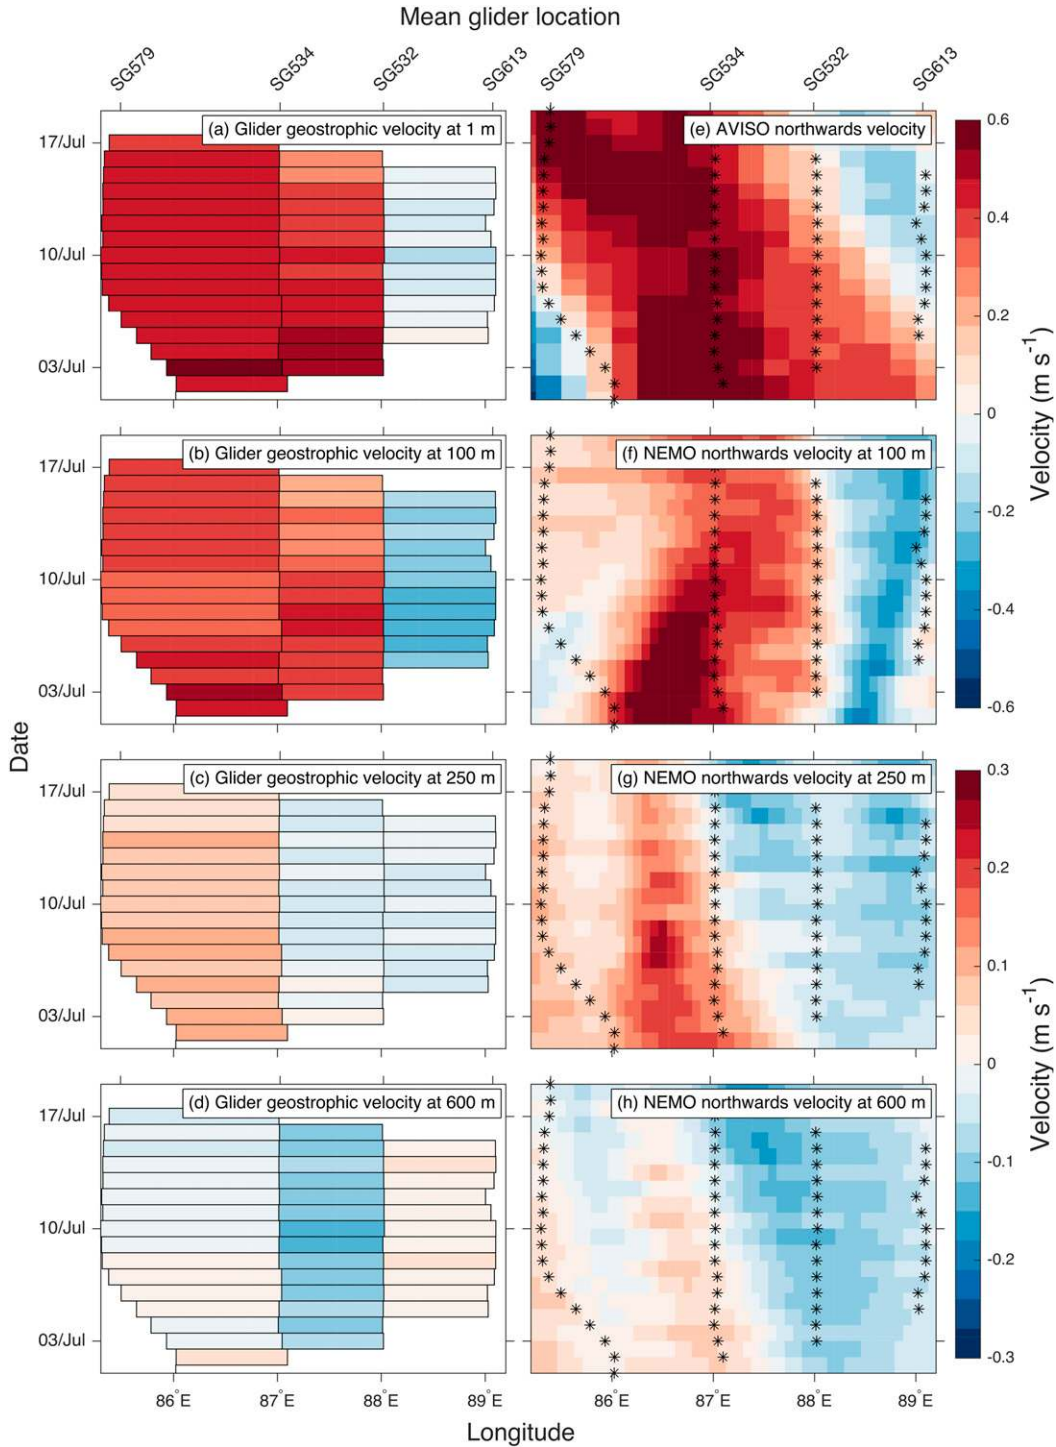 Mean glider location
SG579 SG534 SG532 SG613 SG579 SG534 SG532 SG613
(a) Glider geostrophic velocity at 1 m
(e) AVISO northwards velocity
17/Jul
10/Jul
03/Jul
0.6
0.4
0.2
0
-0.2
-0.4
-0.6
Velocity (m s⁻¹)
(b) Glider geostrophic velocity at 100 m
(f) NEMO northwards velocity at 100 m
17/Jul
10/Jul
03/Jul
Date
(c) Glider geostrophic velocity at 250 m
(g) NEMO northwards velocity at 250 m
17/Jul
10/Jul
03/Jul
0.3
0.2
0.1
0
-0.1
-0.2
-0.3
Velocity (m s⁻¹)
(d) Glider geostrophic velocity at 600 m
(h) NEMO northwards velocity at 600 m
17/Jul
10/Jul
03/Jul
86°E 87°E 88°E 89°E 86°E 87°E 88°E 89°E
Longitude